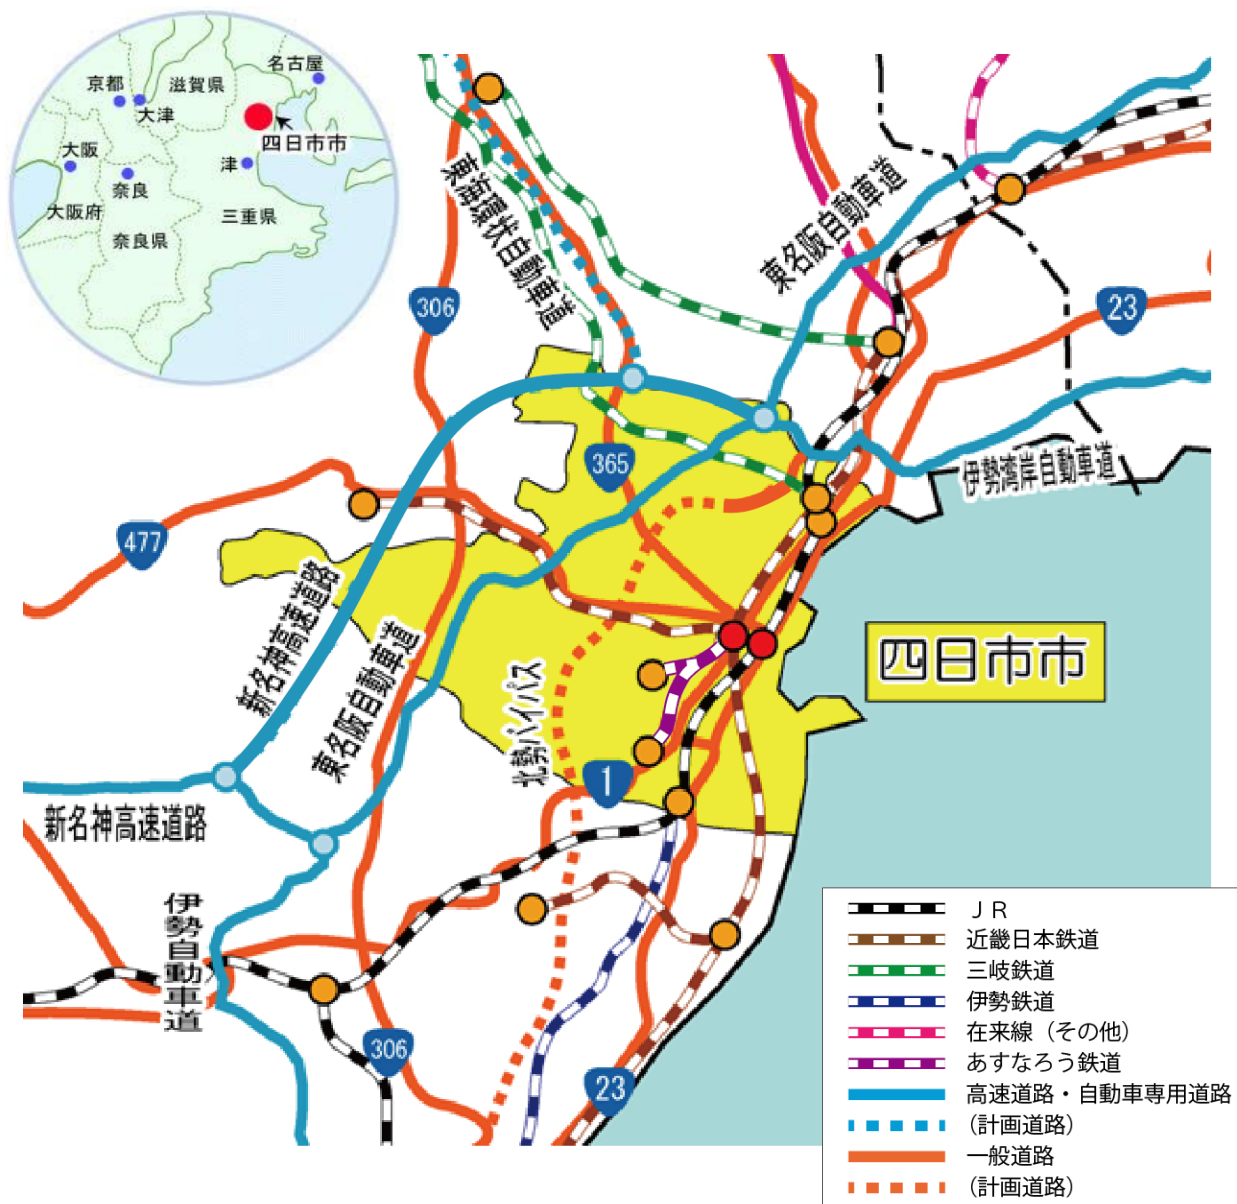 名古屋
滋賀県
京都
大津
四日市市
大阪
津
奈良
大阪府
三重県
奈良県
東海環状自動車道
東名阪自動車道
306
23
365
伊勢湾岸自動車道
477
新名神高速道路
東名阪自動車道
北勢バイパス
四日市市
1
新名神高速道路
伊勢自動車道
306
23
ＪＲ
近畿日本鉄道
三岐鉄道
伊勢鉄道
在来線（その他）
あすなろう鉄道
高速道路・自動車専用道路
（計画道路）
一般道路
（計画道路）